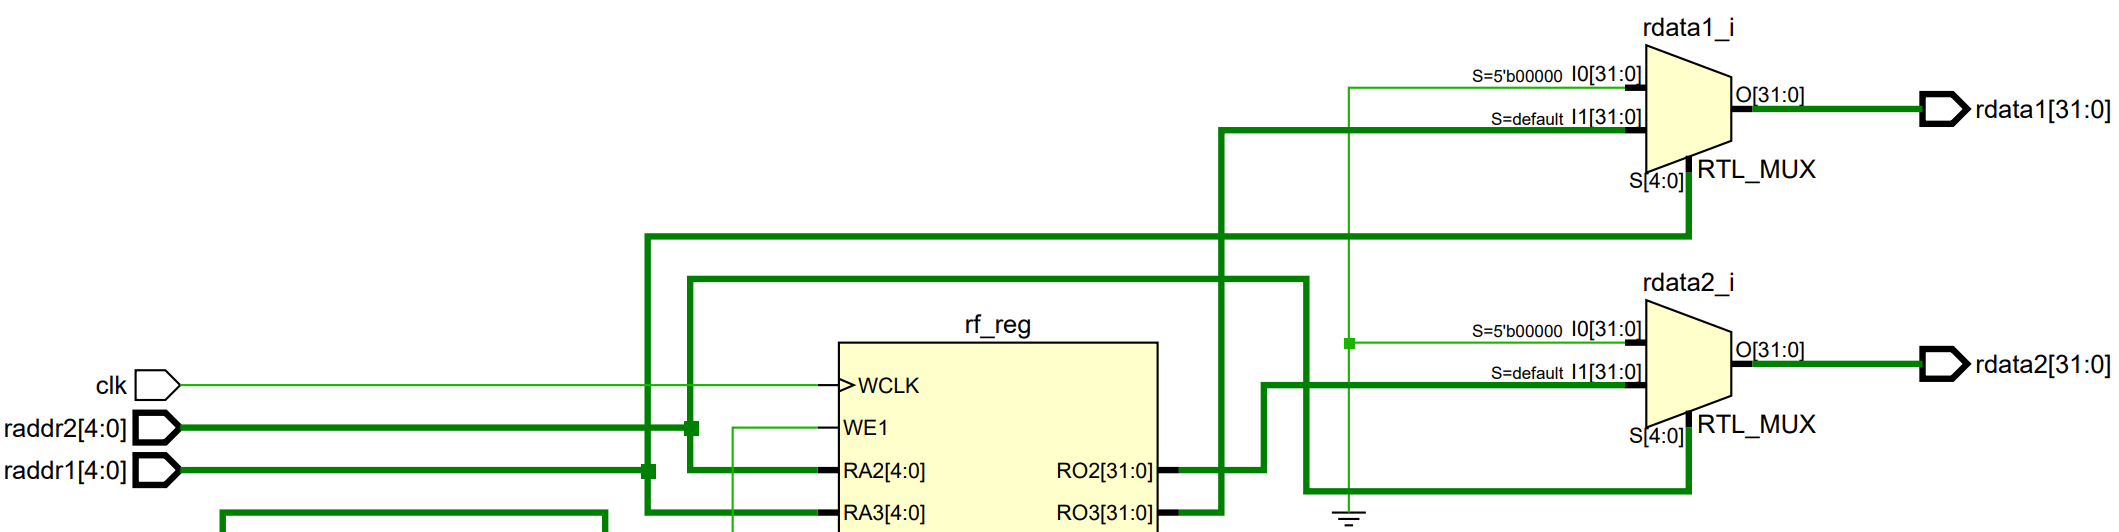 rdata1_i
S=5'b00000 I0[31:0]
S=default I1[31:0]
O[31:0]
rdata1[31:0]
S[4:0]
RTL_MUX
rdata2_i
S=5'b00000 I0[31:0]
S=default I1[31:0]
O[31:0]
rdata2[31:0]
S[4:0]
RTL_MUX
rf_reg
clk
WCLK
raddr2[4:0]
WE1
raddr1[4:0]
RA2[4:0]
RO2[31:0]
RA3[4:0]
RO3[31:0]